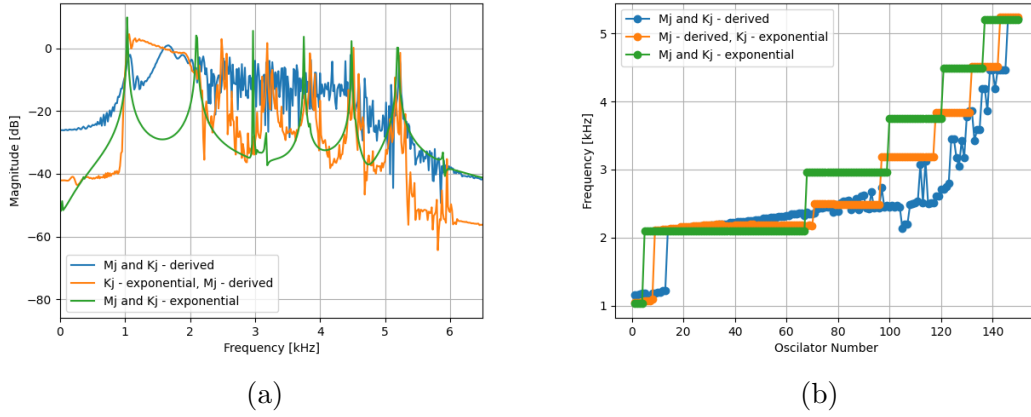 0
−20
−40
−60
−80
Magnitude [dB]
Mj and Kj - derived
Kj - exponential, Mj - derived
Mj and Kj - exponential
0 1 2 3 4 5 6
Frequency [kHz]
(a)
5
4
3
2
1
Frequency [kHz]
Mj and Kj - derived
Mj - derived, Kj - exponential
Mj and Kj - exponential
0 20 40 60 80 100 120 140
Oscilator Number
(b)